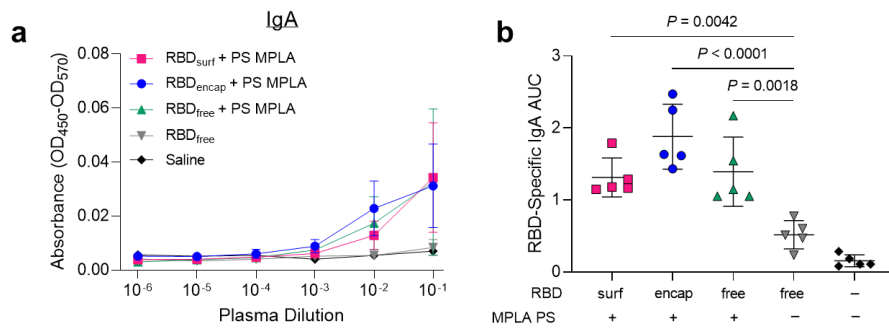 a
IgA
Absorbance (OD450-OD570)
0.08
0.06
0.04
0.02
0.00
RBDsurf + PS MPLA
RBDencap + PS MPLA
RBDfree + PS MPLA
RBDfree
Saline
10-6 10-5 10-4 10-3 10-2 10-1
Plasma Dilution
b
P = 0.0042
P < 0.0001
P = 0.0018
RBD-Specific IgA AUC
3
2
1
0
RBD surf encap free free –
MPLA PS + + + – –